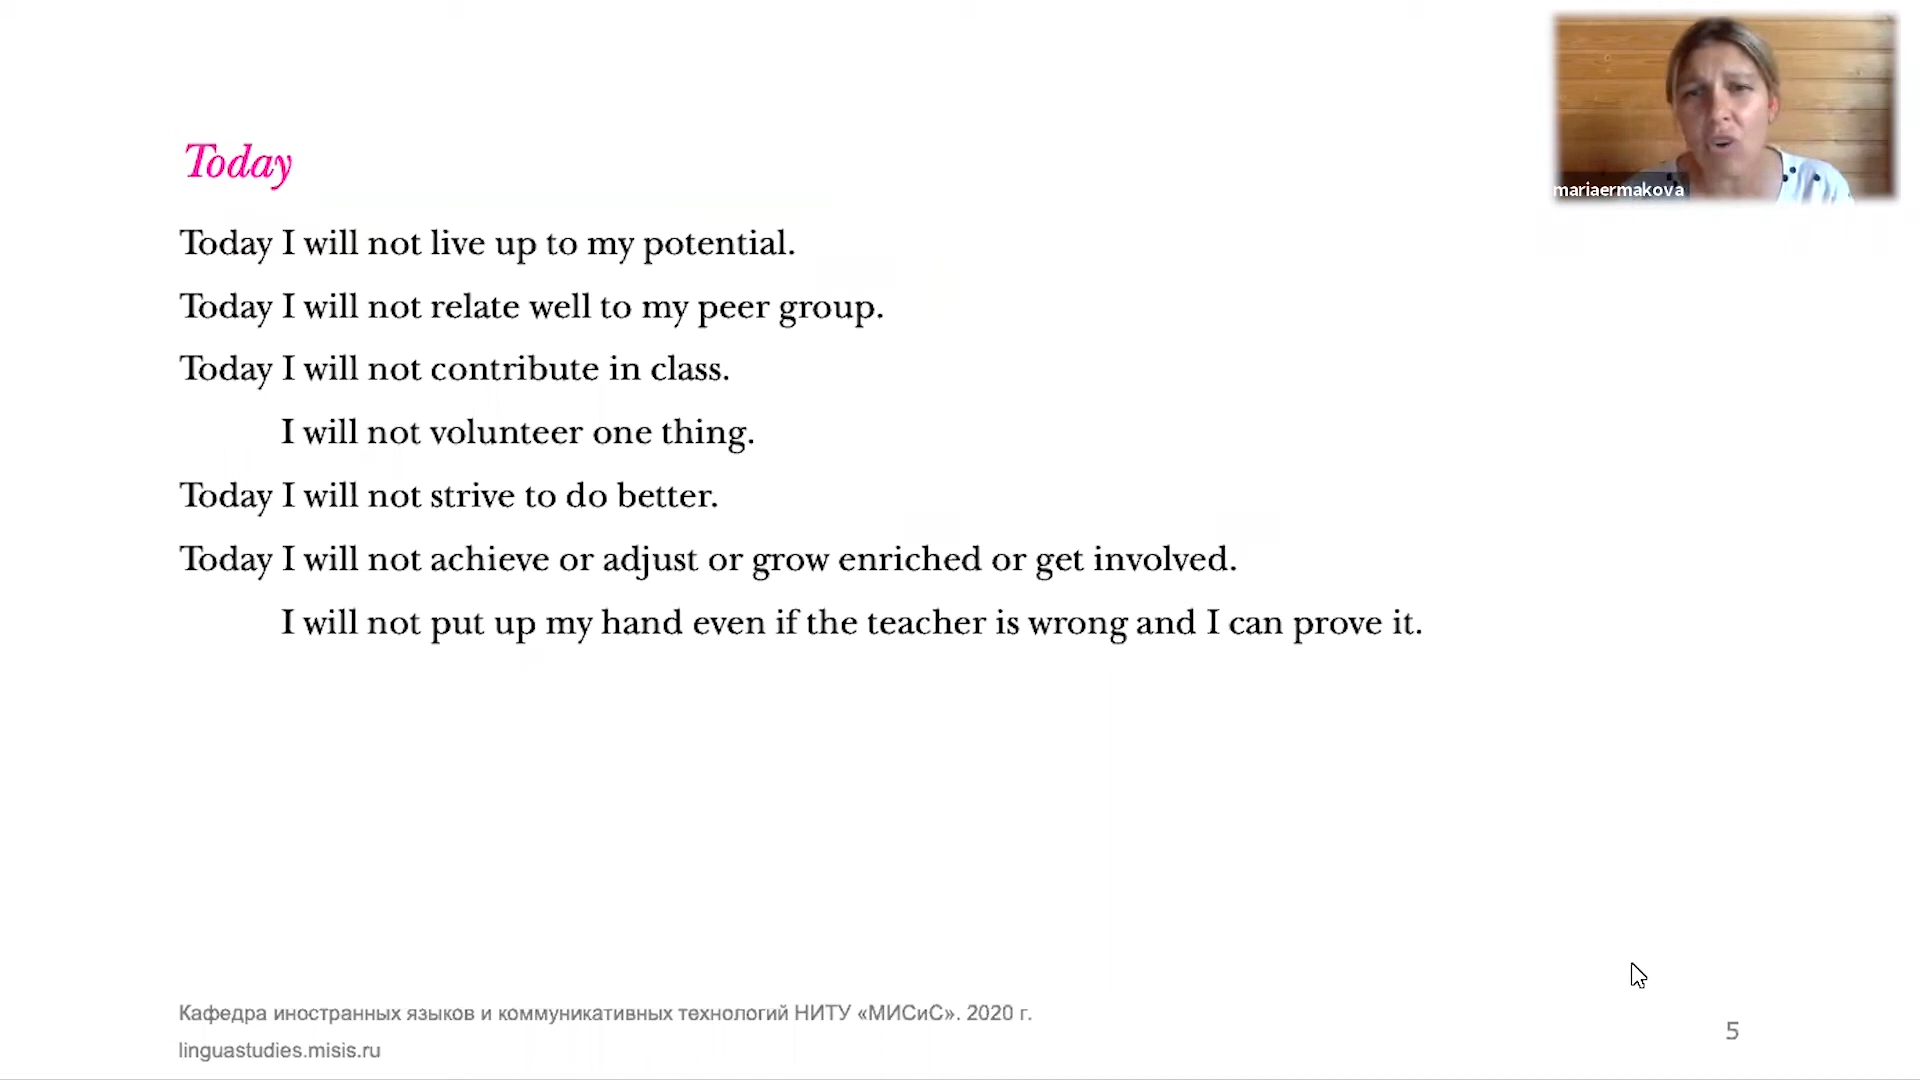 mariaermakova
Today
Today I will not live up to my potential.
Today I will not relate well to my peer group.
Today I will not contribute in class.
I will not volunteer one thing.
Today I will not strive to do better.
Today I will not achieve or adjust or grow enriched or get involved.
I will not put up my hand even if the teacher is wrong and I can prove it.
Кафедра иностранных языков и коммуникативных технологий НИТУ «МИСиС». 2020 г.
linguastudies.misis.ru
5